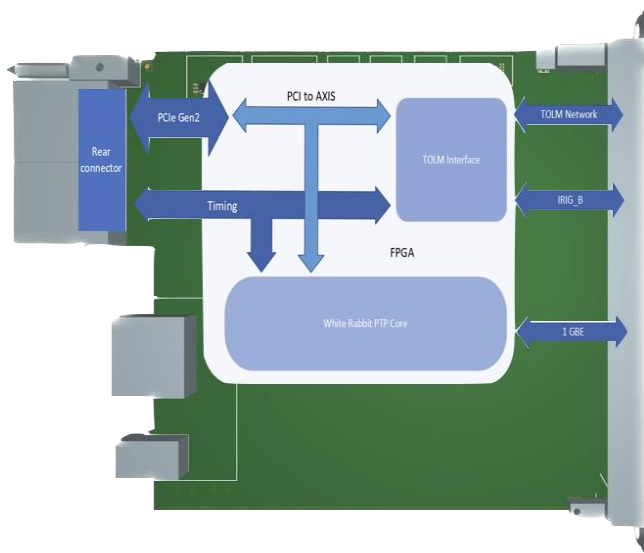 PCI to AXIS
PCIe Gen2
TOLM Network
Rear
connector
TOLM Interface
Timing
IRIG_B
FPGA
White Rabbit PTP Core
1 GBE